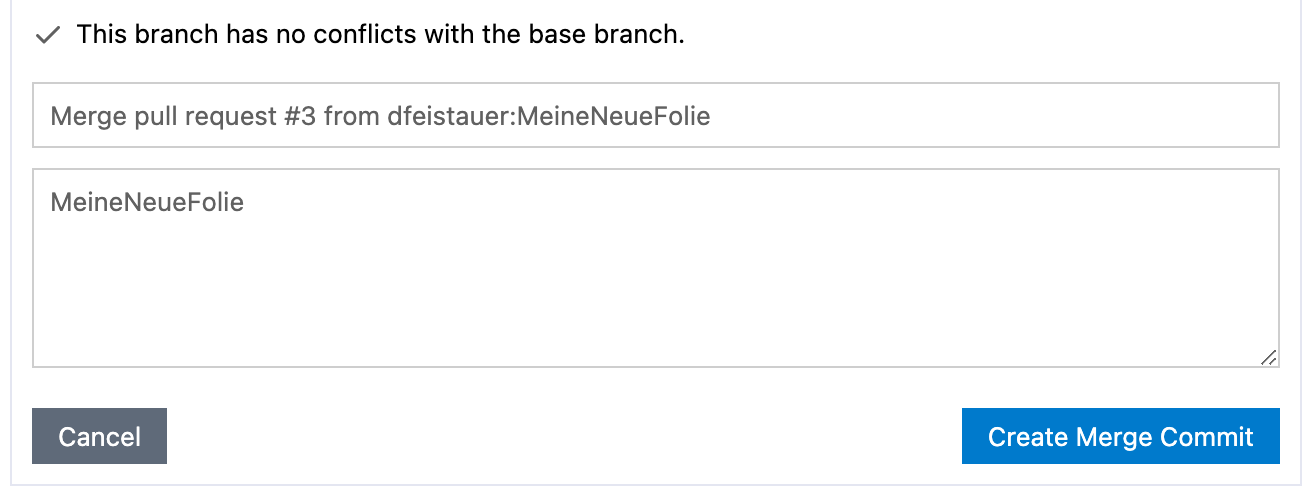 This branch has no conflicts with the base branch.
Merge pull request #3 from dfeistauer:MeineNeueFolie
MeineNeueFolie
Cancel
Create Merge Commit